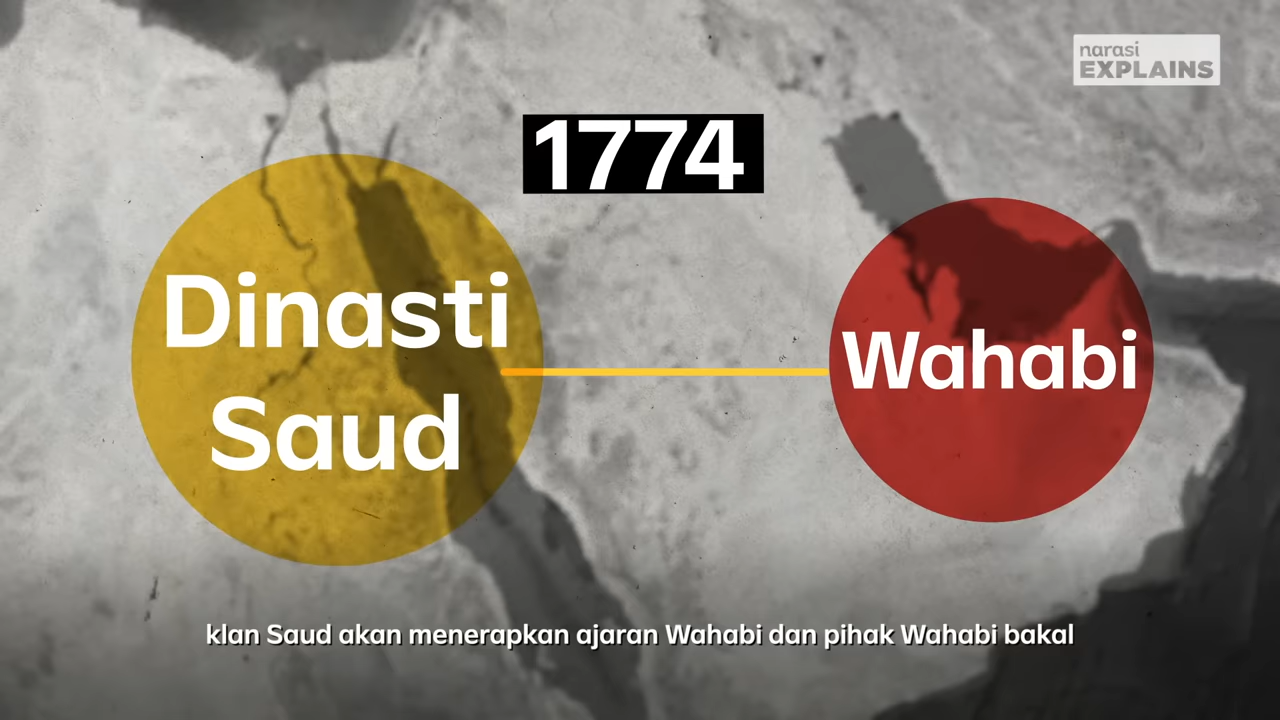 narasi
EXPLAINS
1774
Dinasti
Saud
Wahabi
klan Saud akan menerapkan ajaran Wahabi dan pihak Wahabi bakal